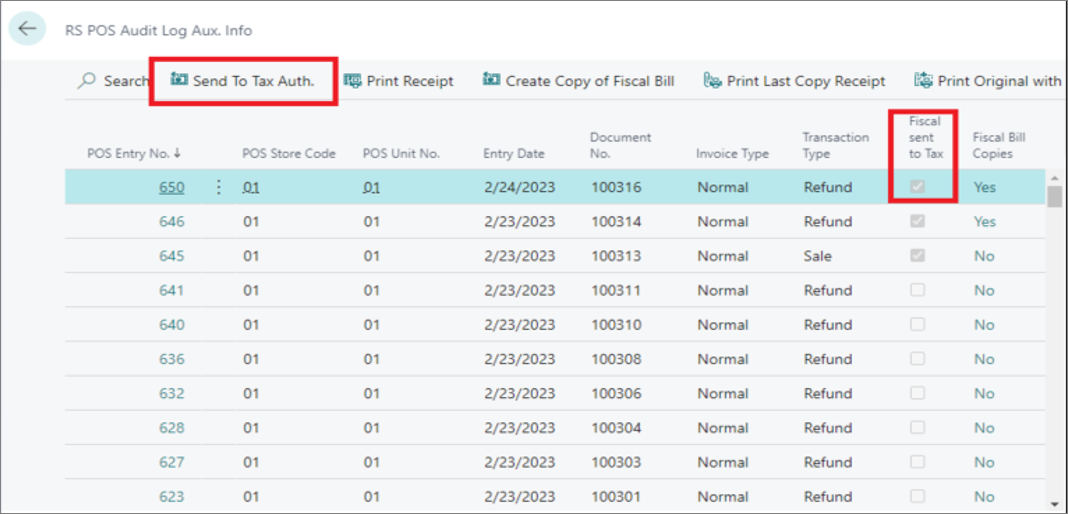 RS POS Audit Log Aux. Info
Search Send To Tax Auth. Print Receipt Create Copy of Fiscal Bill Print Last Copy Receipt Print Original with
POS Entry No. ↓ POS Store Code POS Unit No. Entry Date Document No. Invoice Type Transaction Type Fiscal sent to Tax Fiscal Bill Copies
650 01 01 2/24/2023 100316 Normal Refund Yes
646 01 01 2/23/2023 100314 Normal Refund Yes
645 01 01 2/23/2023 100313 Normal Sale No
641 01 01 2/23/2023 100311 Normal Refund No
640 01 01 2/23/2023 100310 Normal Refund No
636 01 01 2/23/2023 100308 Normal Refund No
632 01 01 2/23/2023 100306 Normal Refund No
628 01 01 2/23/2023 100304 Normal Refund No
627 01 01 2/23/2023 100303 Normal Refund No
623 01 01 2/23/2023 100301 Normal Refund No